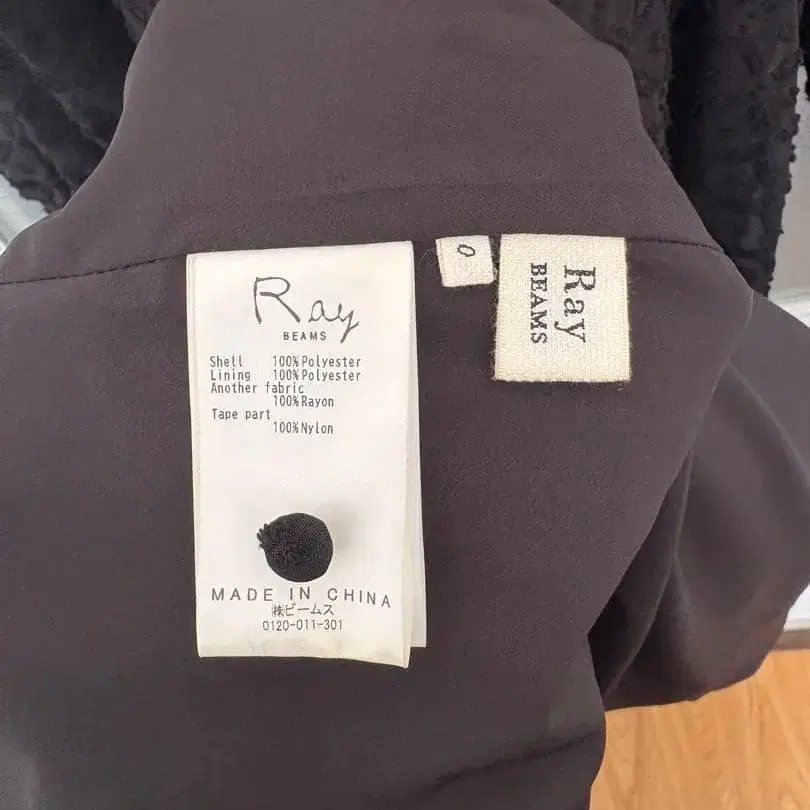 Ray
BEAMS
Shell 100%Polyester
Lining 100%Polyester
Another fabric
100%Rayon
Tape part
100%Nylon
MADE IN CHINA
㈱ビームス
0120-011-301
0
Ray
BEAMS